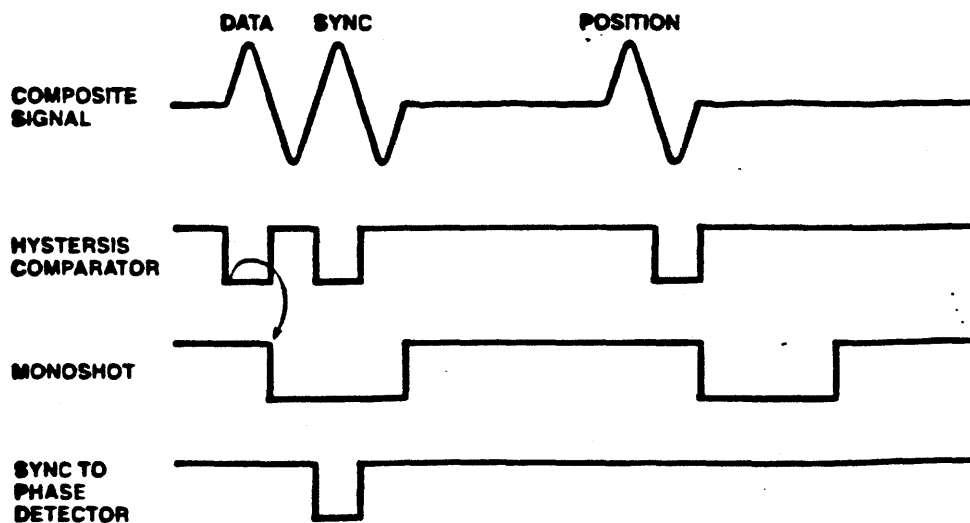 DATA SYNC POSITION
COMPOSITE
SIGNAL
HYSTERSIS
COMPARATOR
MONOSHOT
SYNC TO
PHASE
DETECTOR